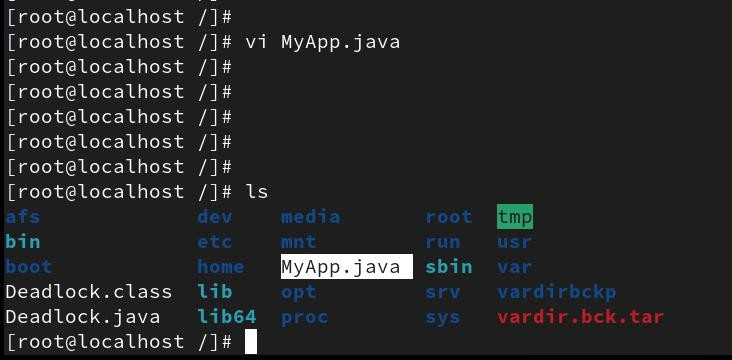 [root@localhost /]#
[root@localhost /]# vi MyApp.java
[root@localhost /]#
[root@localhost /]#
[root@localhost /]#
[root@localhost /]#
[root@localhost /]#
[root@localhost /]# ls
afs dev media root tmp
bin etc mnt run usr
boot home MyApp.java sbin var
Deadlock.class lib opt srv vardirbckp
Deadlock.java lib64 proc sys vardir.bck.tar
[root@localhost /]#